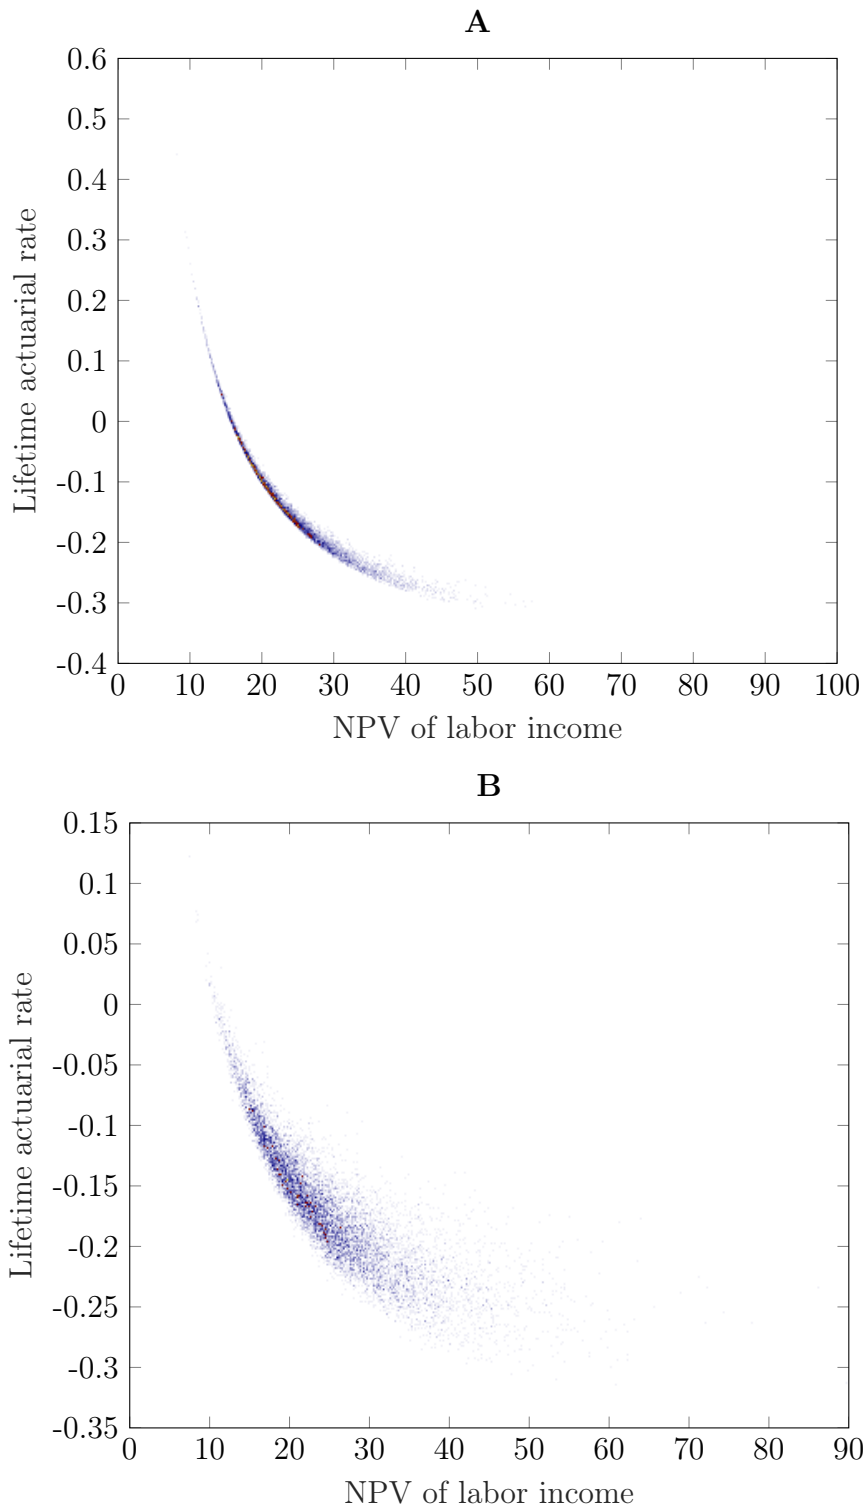 A
0.6
0.5
0.4
0.3
0.2
0.1
0
-0.1
-0.2
-0.3
-0.4
Lifetime actuarial rate
0 10 20 30 40 50 60 70 80 90 100
NPV of labor income
B
0.15
0.1
0.05
0
-0.05
-0.1
-0.15
-0.2
-0.25
-0.3
-0.35
Lifetime actuarial rate
0 10 20 30 40 50 60 70 80 90
NPV of labor income